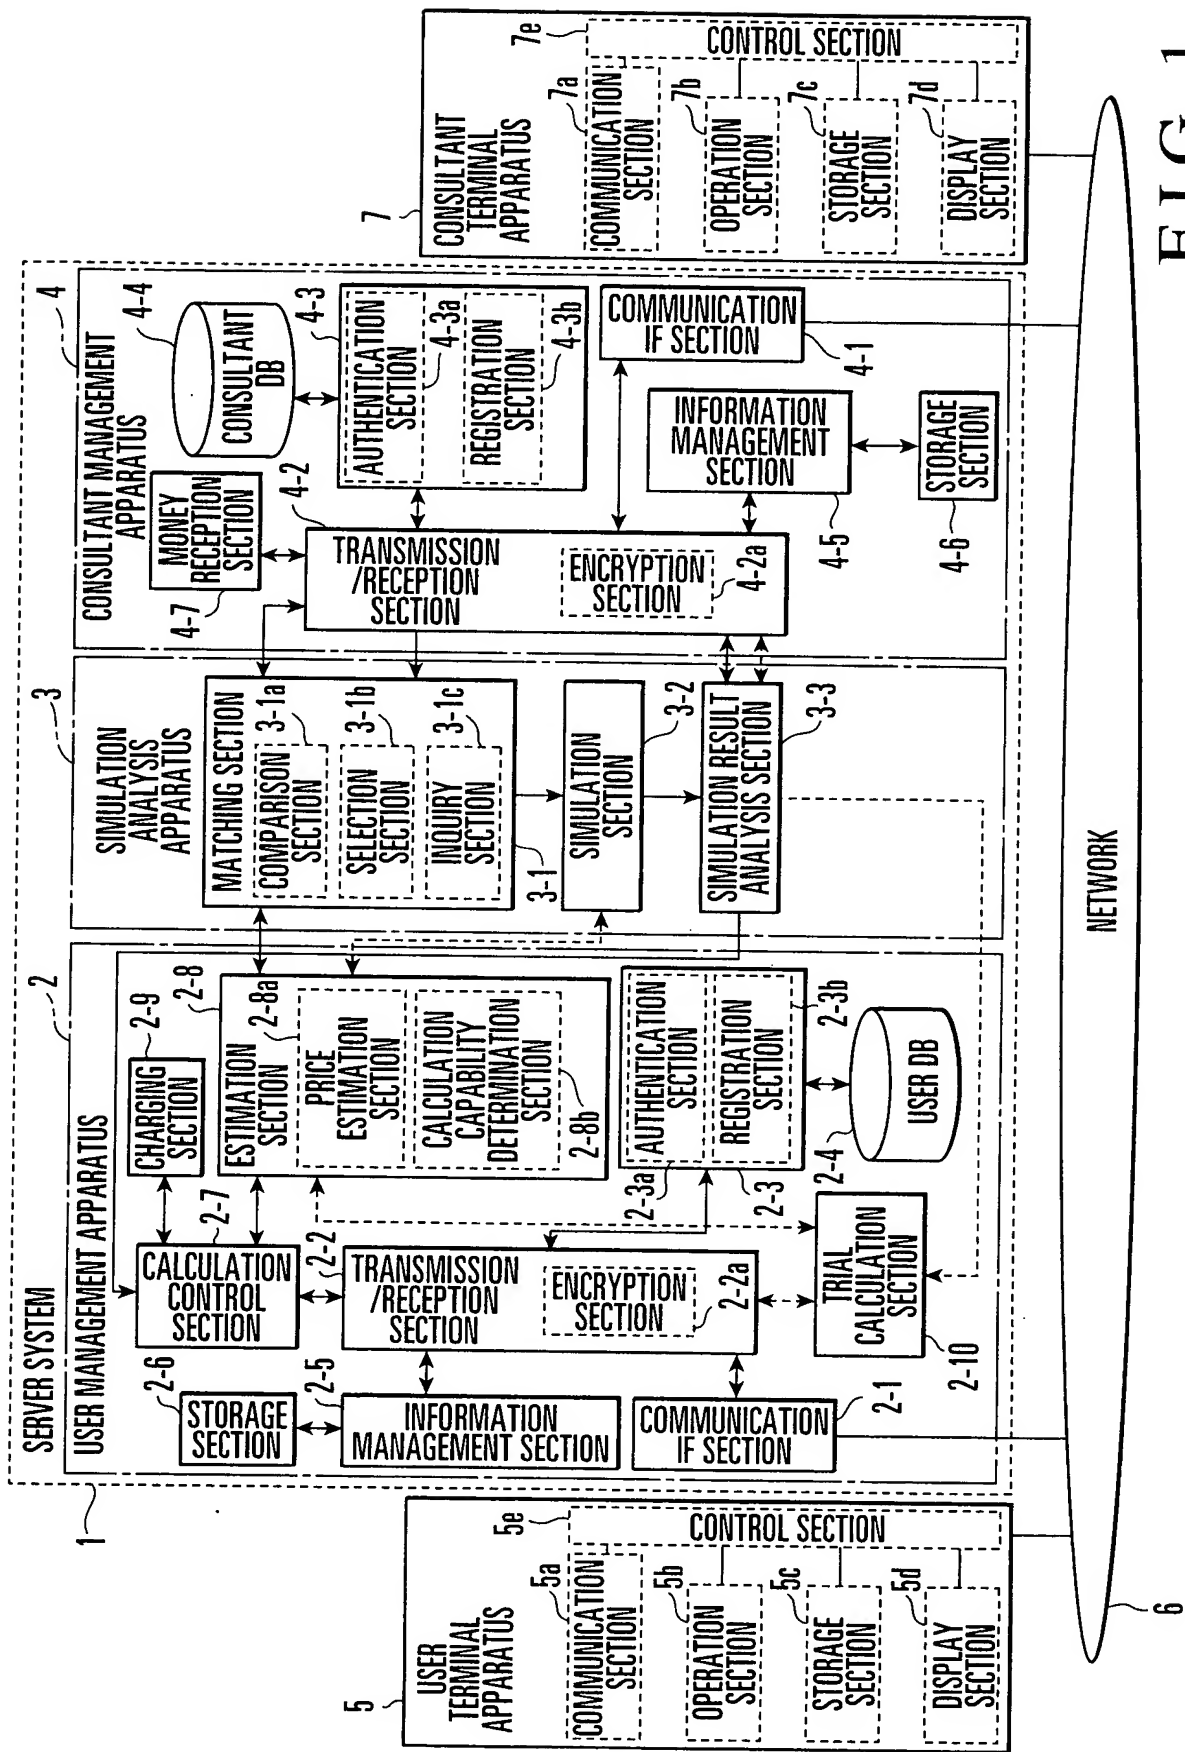 SERVER SYSTEM
1
USER MANAGEMENT APPARATUS
2
STORAGE
SECTION
2-6
INFORMATION
MANAGEMENT SECTION
2-5
COMMUNICATION
IF SECTION
2-1
CALCULATION
CONTROL
SECTION
2-7
CHARGING
SECTION
2-9
TRANSMISSION
/RECEPTION
SECTION
2-2
ENCRYPTION
SECTION
2-2a
ESTIMATION
SECTION
2-8
2-8a
PRICE
ESTIMATION
SECTION
CALCULATION
CAPABILITY
DETERMINATION
SECTION
2-8b
AUTHENTICATION
SECTION
2-3a
REGISTRATION
SECTION
2-3b
2-3
USER DB
2-4
TRIAL
CALCULATION
SECTION
2-10
SIMULATION
ANALYSIS
APPARATUS
3
MATCHING SECTION
COMPARISON
SECTION
3-1a
SELECTION
SECTION
3-1b
INQUIRY
SECTION
3-1c
3-1
SIMULATION
SECTION
3-2
SIMULATION RESULT
ANALYSIS SECTION
3-3
CONSULTANT MANAGEMENT
APPARATUS
4
MONEY
RECEPTION
SECTION
4-7
CONSULTANT
DB
4-4
TRANSMISSION
/RECEPTION
SECTION
4-2
ENCRYPTION
SECTION
4-2a
AUTHENTICATION
SECTION
4-3
4-3a
REGISTRATION
SECTION
4-3b
COMMUNICATION
IF SECTION
4-1
INFORMATION
MANAGEMENT
SECTION
4-5
STORAGE
SECTION
4-6
USER
TERMINAL
APPARATUS
5
COMMUNICATION
SECTION
5a
OPERATION
SECTION
5b
STORAGE
SECTION
5c
DISPLAY
SECTION
5d
CONTROL SECTION
5e
CONSULTANT
TERMINAL
APPARATUS
7
COMMUNICATION
SECTION
7a
OPERATION
SECTION
7b
STORAGE
SECTION
7c
DISPLAY
SECTION
7d
CONTROL SECTION
7e
NETWORK
6
FIG. 1